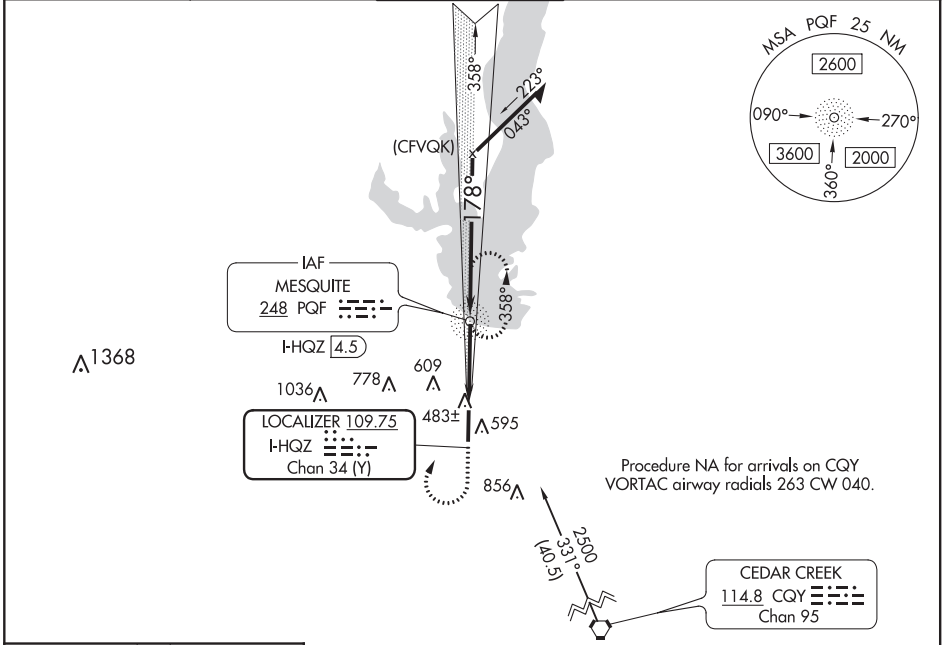 MSA PQF 25 NM
2600
090°
270°
3600
2000
360°
358°
223°
043°
(CFVQK)
178°
IAF
MESQUITE
248 PQF
358°
I-HQZ 4.5
1368
609
778
1036
483±
595
LOCALIZER 109.75
I-HQZ
Chan 34 (Y)
856
Procedure NA for arrivals on CQY
VORTAC airway radials 263 CW 040.
2500
331°
(40.5)
CEDAR CREEK
114.8 CQY
Chan 95